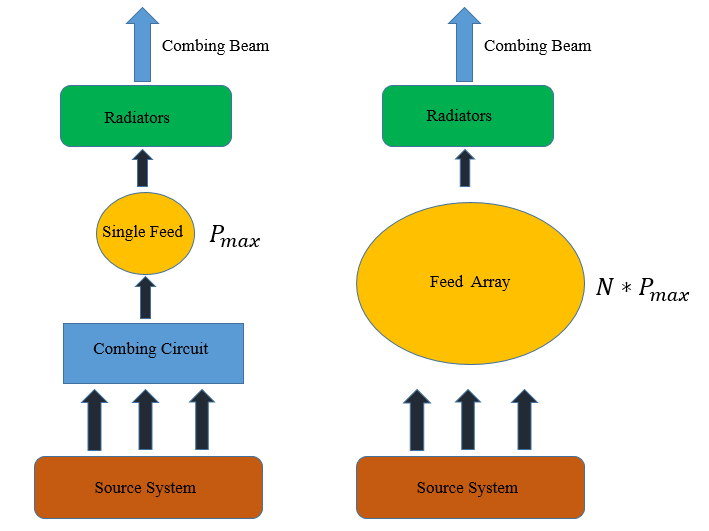 Combing Beam
Radiators
Single Feed
P_{max}
Combing Circuit
Source System
Combing Beam
Radiators
Feed Array
N * P_{max}
Source System